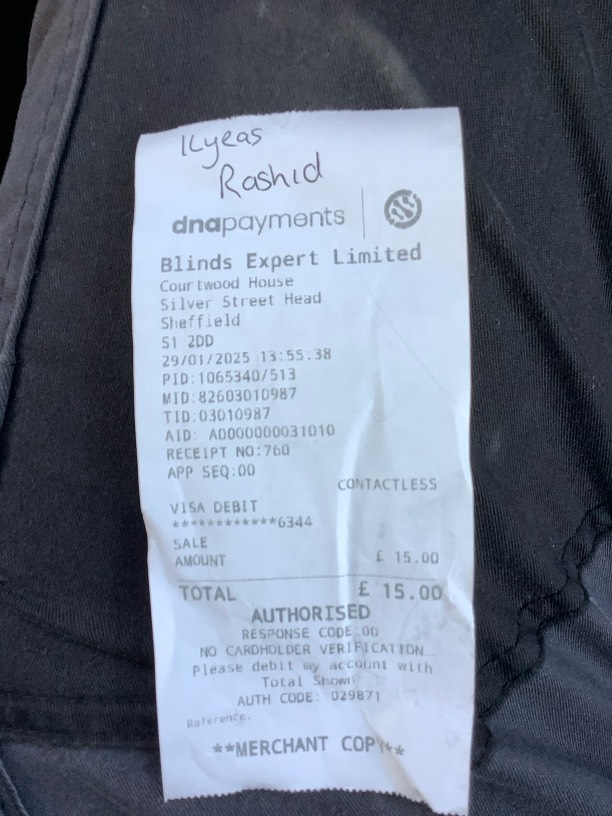 Ilyeas
Rashid
dnapayments
Blinds Expert Limited
Courtwood House
Silver Street Head
Sheffield
S1 2DD
29/01/2025 13:55:38
PID:1065340/513
MID:82603010987
TID:03010987
AID: A0000000031010
RECEIPT NO:760
APP SEQ:00
CONTACTLESS
VISA DEBIT
************6344
SALE
AMOUNT £ 15.00
TOTAL £ 15.00
AUTHORISED
RESPONSE CODE:00
NO CARDHOLDER VERIFICATION
Please debit my account with
Total Shown
AUTH CODE: 029871
Reference.
**MERCHANT COPY**